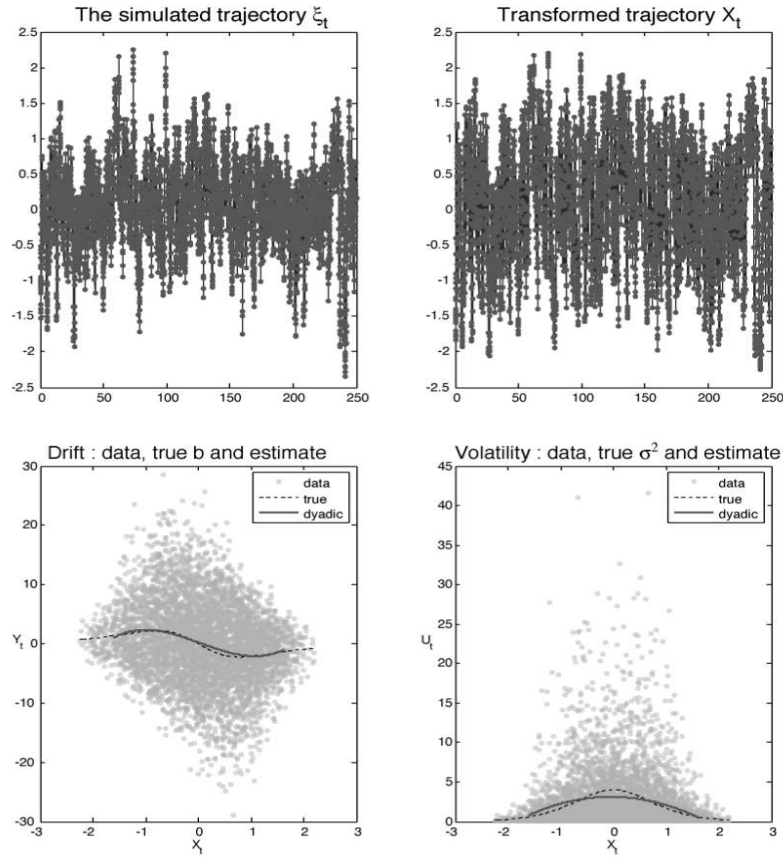 The simulated trajectory ξt
Transformed trajectory Xt
2.5
2
1.5
1
0.5
0
-0.5
-1
-1.5
-2
-2.5
0 50 100 150 200 250
2.5
2
1.5
1
0.5
0
-0.5
-1
-1.5
-2
-2.5
0 50 100 150 200 250
Drift : data, true b and estimate
30
20
10
Yt 0
-10
-20
-30
-3 -2 -1 0 1 2 3
Xt
data
true
dyadic
Volatility : data, true σ² and estimate
45
40
35
30
25
Ut
20
15
10
5
0
-3 -2 -1 0 1 2 3
Xt
data
true
dyadic